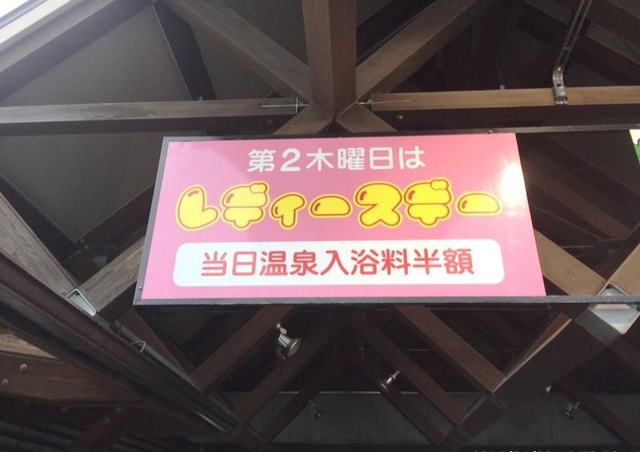 第2木曜日は
レディースデー
当日温泉入浴料半額